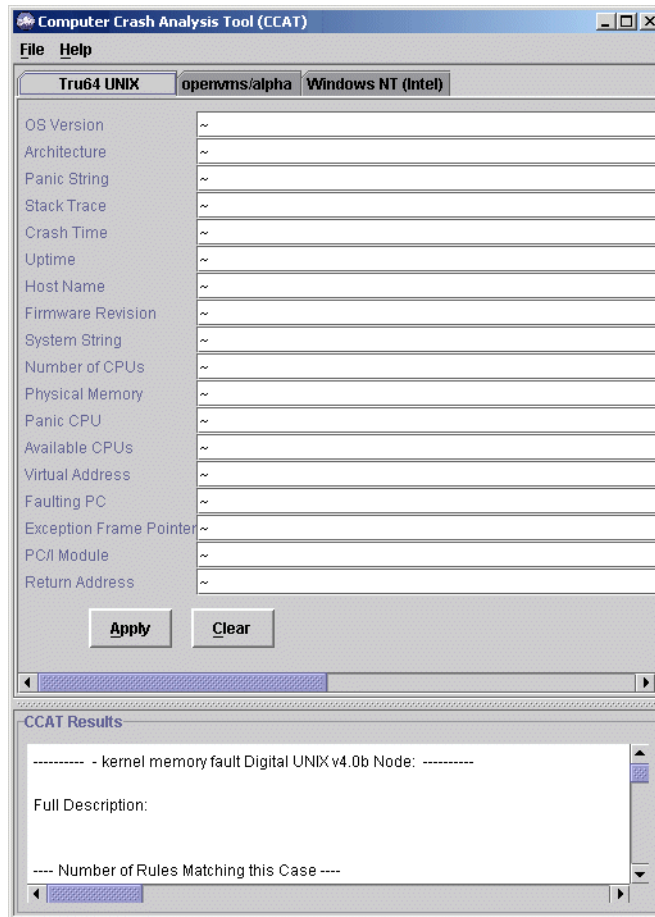 Computer Crash Analysis Tool (CCAT)
File Help
Tru64 UNIX openvms/alpha Windows NT (Intel)
OS Version ~
Architecture ~
Panic String ~
Stack Trace ~
Crash Time ~
Uptime ~
Host Name ~
Firmware Revision ~
System String ~
Number of CPUs ~
Physical Memory ~
Panic CPU ~
Available CPUs ~
Virtual Address ~
Faulting PC ~
Exception Frame Pointer ~
PC/I Module ~
Return Address ~
Apply Clear
CCAT Results
---------- - kernel memory fault Digital UNIX v4.0b Node: ----------
Full Description:
---- Number of Rules Matching this Case ----